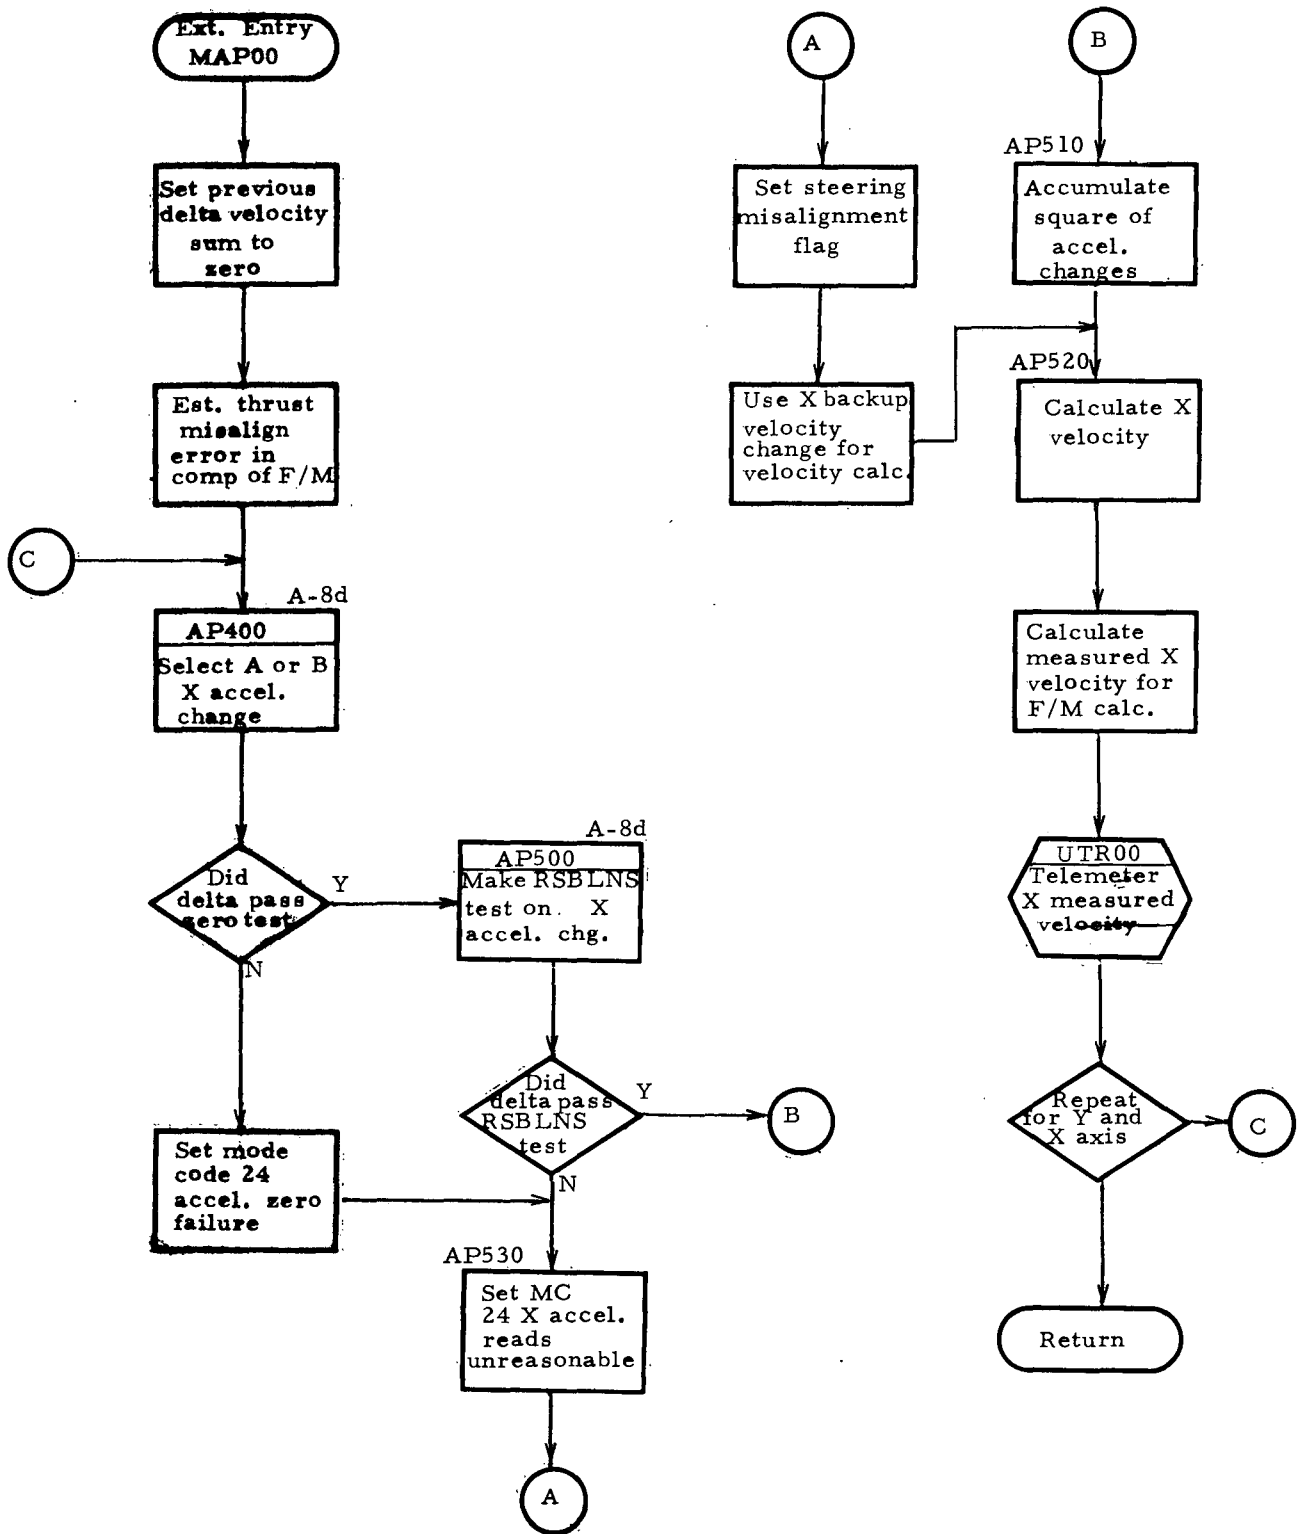 Ext. Entry
MAP00
Set previous
delta velocity
sum to
zero
Est. thrust
misalign
error in
comp of F/M
C
A-8d
AP400
Select A or B
X accel.
change
Did
delta pass
zero test
Y
N
A-8d
AP500
Make RSBLNS
test on. X
accel. chg.
Did
delta pass
RSBLNS
test
Y
B
N
Set mode
code 24
accel. zero
failure
AP530
Set MC
24 X accel.
reads
unreasonable
A
A
Set steering
misalignment
flag
Use X backup
velocity
change for
velocity calc.
B
AP510
Accumulate
square of
accel.
changes
AP520
Calculate X
velocity
Calculate
measured X
velocity for
F/M calc.
UTR00
Telemeter
X measured
velocity
Repeat
for Y and
X axis
C
Return